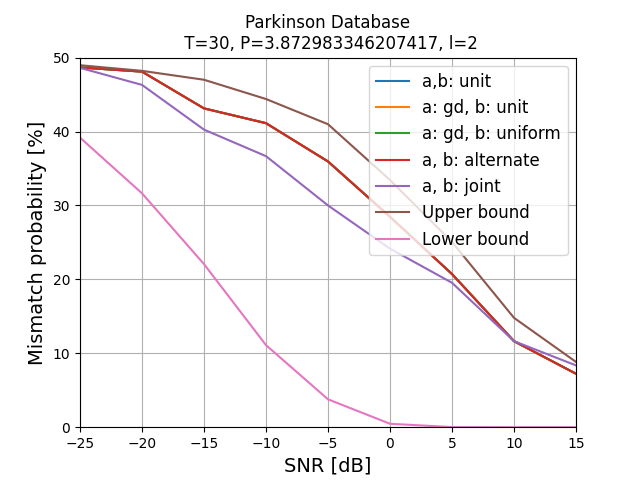 Parkinson Database
T=30, P=3.872983346207417, l=2
Mismatch probability [%]
50
40
30
20
10
0
a,b: unit
a: gd, b: unit
a: gd, b: uniform
a, b: alternate
a, b: joint
Upper bound
Lower bound
−25
−20
−15
−10
−5
0
5
10
15
SNR [dB]